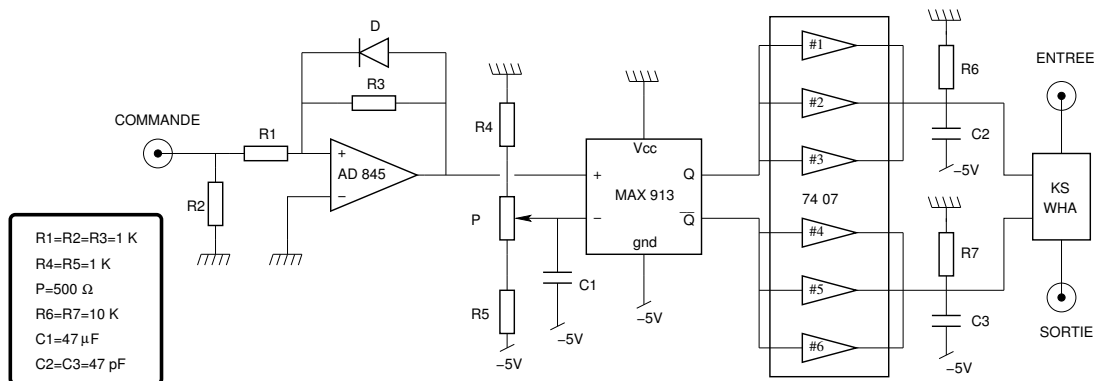 COMMANDE
R1
R2
D
R3
+
AD 845
−
R4
P
R5
−5V
C1
−5V
Vcc
+
Q
MAX 913
−
Q
gnd
−5V
#1
#2
#3
74 07
#4
#5
#6
R6
C2
−5V
R7
C3
−5V
ENTREE
KS
WHA
SORTIE
R1=R2=R3=1 K
R4=R5=1 K
P=500 Ω
R6=R7=10 K
C1=47 µF
C2=C3=47 pF